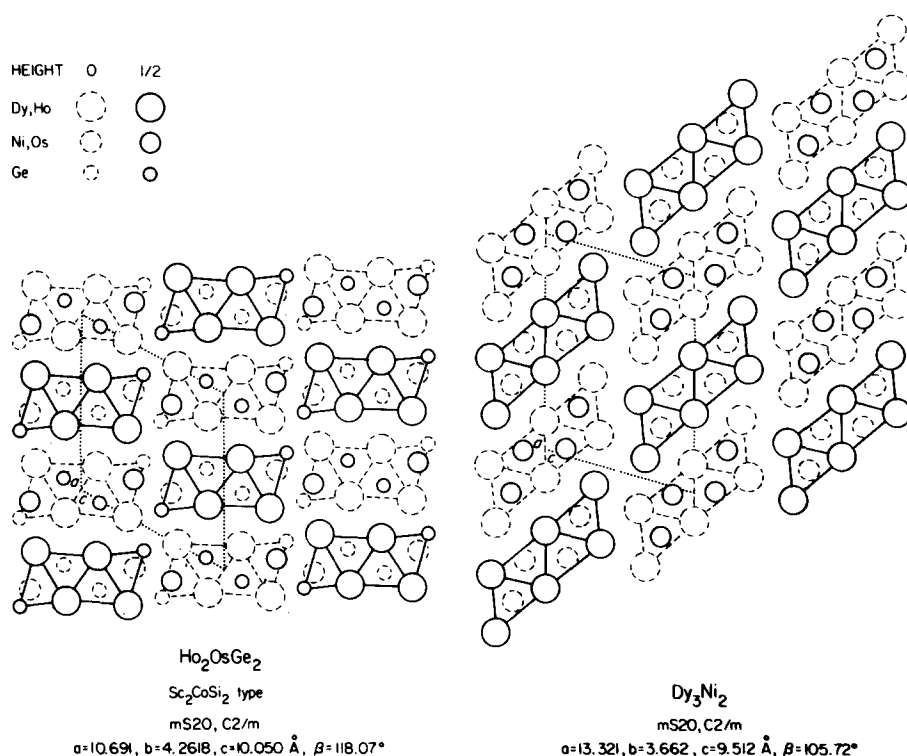 HEIGHT 0 1/2
Dy,Ho
Ni,Os
Ge
a
c
a
c
Ho₂OsGe₂
Sc₂CoSi₂ type
mS20, C2/m
a=10.691, b=4.2618, c=10.050 Å, β=118.07°
Dy₃Ni₂
mS20, C2/m
a=13.321, b=3.662, c=9.512 Å, β=105.72°